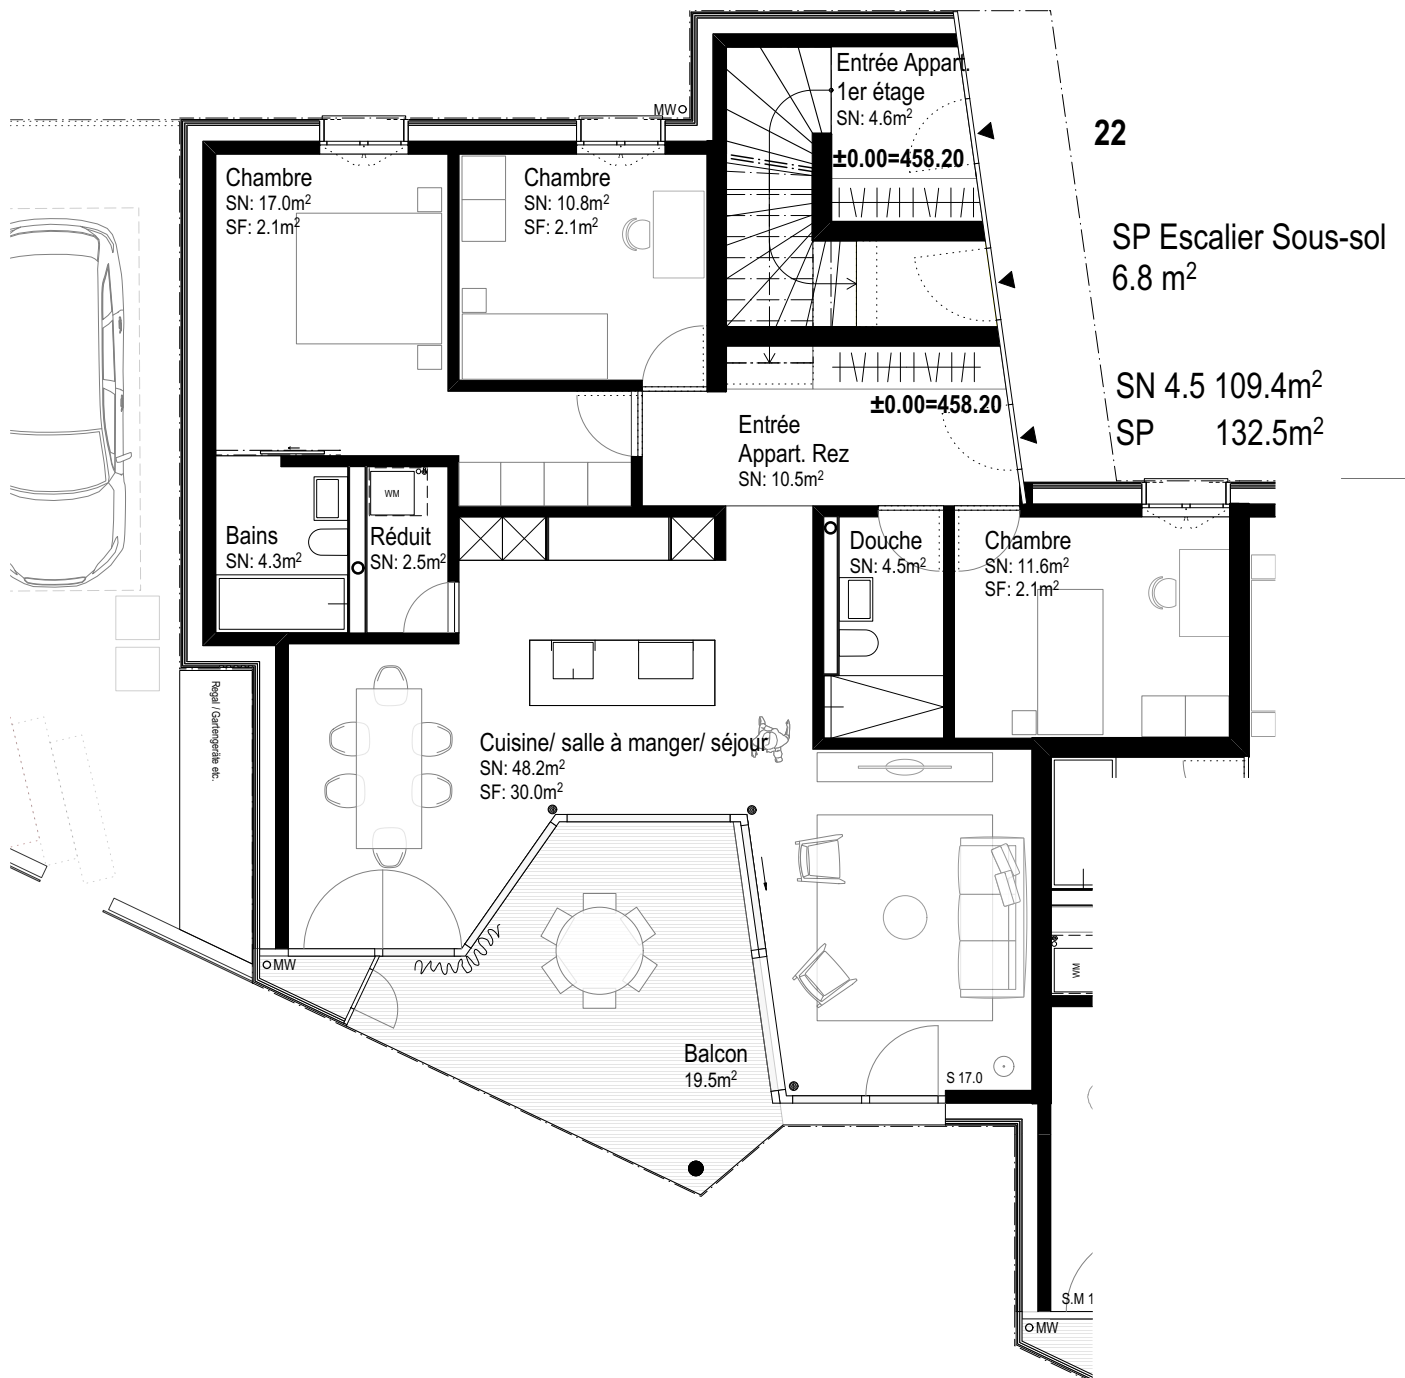 Entrée Appart.
1er étage
SN: 4.6m²
±0.00=458.20
MW
22
Chambre
SN: 17.0m²
SF: 2.1m²
Chambre
SN: 10.8m²
SF: 2.1m²
SP Escalier Sous-sol
6.8 m²
SN 4.5 109.4m²
SP 132.5m²
±0.00=458.20
Entrée
Appart. Rez
SN: 10.5m²
WM
Bains
SN: 4.3m²
Réduit
SN: 2.5m²
Douche
SN: 4.5m²
Chambre
SN: 11.6m²
SF: 2.1m²
Regal / Gartengeräte etc.
Cuisine/ salle à manger/ séjour
SN: 48.2m²
SF: 30.0m²
MW
WM
Balcon
19.5m²
S 17.0
S.M 1
MW